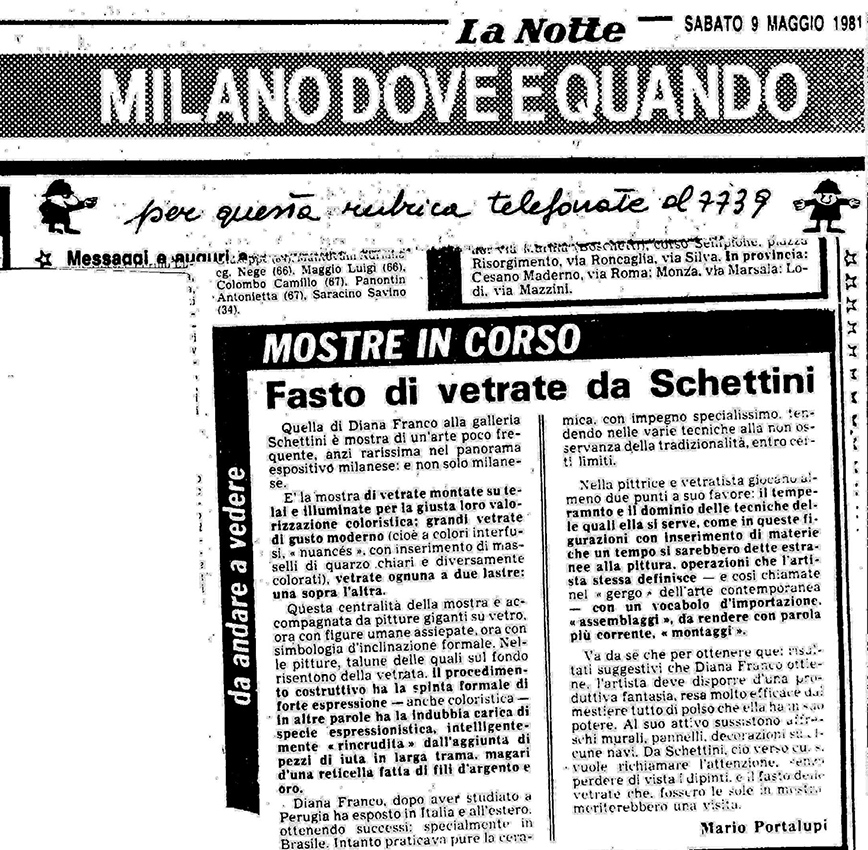 La Notte
SABATO 9 MAGGIO 1981
MILANO DOVE E QUANDO
per questa rubrica telefonate al 7739
Messaggi e auguri a
cg. Nege (66), Maggio Luigi (66),
Colombo Camillo (67), Panontin
Antonietta (67), Saracino Savino
(34).
corso Sempione, piazza
Risorgimento, via Roncaglia, via Silva. In provincia:
Cesano Maderno, via Roma; Monza, via Marsala; Lo-
di, via Mazzini.
MOSTRE IN CORSO
da andare a vedere
Fasto di vetrate da Schettini
Quella di Diana Franco alla galleria
Schettini è mostra di un'arte poco fre-
quente, anzi rarissima nel panorama
espositivo milanese: e non solo milane-
se.
E' la mostra di vetrate montate su te-
lai e illuminate per la giusta loro valo-
rizzazione coloristica; grandi vetrate
di gusto moderno (cioè a colori interfu-
si, « nuancés », con inserimento di mas-
selli di quarzo chiari e diversamente
colorati), vetrate ognuna a due lastre:
una sopra l'altra.
Questa centralità della mostra e ac-
compagnata da pitture giganti su vetro,
ora con figure umane assiepate, ora con
simbologia d'inclinazione formale. Nel-
le pitture, talune delle quali sul fondo
risentono della vetrata, il procedimen-
to costruttivo ha la spinta formale di
forte espressione — anche coloristica —
in altre parole ha la indubbia carica di
specie espressionistica, intelligente-
mente « rincrudita » dall'aggiunta di
pezzi di iuta in larga trama, magari
d'una reticella fatta di fili d'argento e
oro.
Diana Franco, dopo aver studiato a
Perugia ha esposto in Italia e all'estero,
ottenendo successi: specialmente in
Brasile. Intanto praticava pure la cera-
mica, con impegno specialissimo, ten-
dendo nelle varie tecniche alla non os-
servanza della tradizionalità, entro cer-
ti limiti.
Nella pittrice e vetratista giocano al-
meno due punti a suo favore: il tempe-
ramnto e il dominio delle tecniche del-
le quali ella si serve, come in queste fi-
gurazioni con inserimento di materie
che un tempo si sarebbero dette estra-
nee alla pittura, operazioni che l'arti-
sta stessa definisce — e così chiamate
nel « gergo » dell'arte contemporanea
— con un vocabolo d'importazione,
« assemblaggi », da rendere con parola
più corrente, « montaggi ».
Va da se che per ottenere quei risul-
tati suggestivi che Diana Franco ottie-
ne, l'artista deve disporre d'una pro-
duttiva fantasia, resa molto efficace dal
mestiere tutto di polso che ella ha in suo
potere. Al suo attivo sussistono affre-
schi murali, pannelli, decorazioni su al-
cune navi. Da Schettini, ciò verso cui si
vuole richiamare l'attenzione, senza
perdere di vista i dipinti, e il fasto delle
vetrate che, fossero le sole in mostra
meriterebbero una visita.
Mario Portalupi